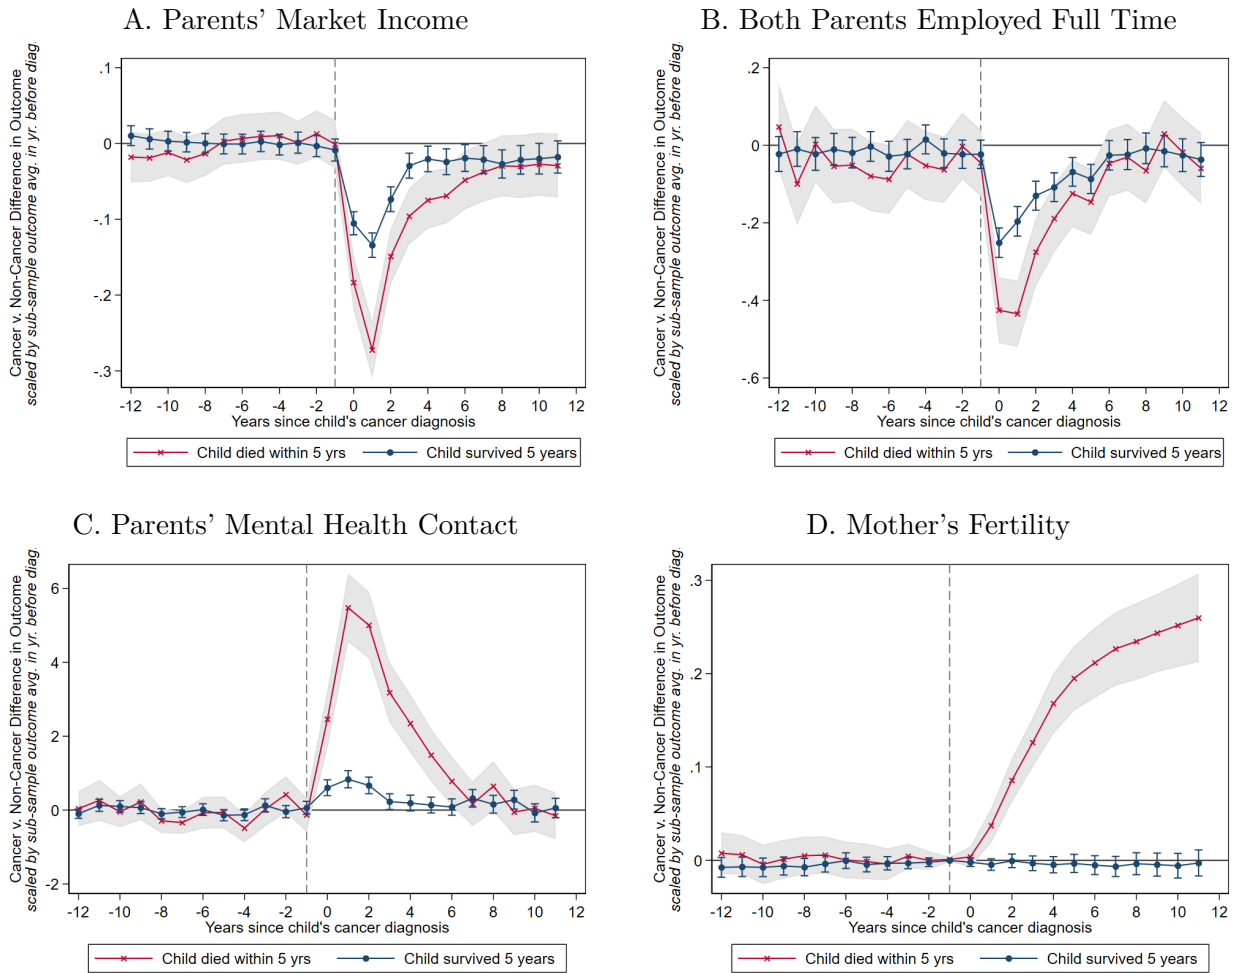 A. Parents' Market Income
Cancer v. Non-Cancer Difference in Outcome
scaled by sub-sample outcome avg. in yr. before diag.
.1
0
-.1
-.2
-.3
-12 -10 -8 -6 -4 -2 0 2 4 6 8 10 12
Years since child's cancer diagnosis
Child died within 5 yrs Child survived 5 years
B. Both Parents Employed Full Time
Cancer v. Non-Cancer Difference in Outcome
scaled by sub-sample outcome avg. in yr. before diag.
.2
0
-.2
-.4
-.6
-12 -10 -8 -6 -4 -2 0 2 4 6 8 10 12
Years since child's cancer diagnosis
Child died within 5 yrs Child survived 5 years
C. Parents' Mental Health Contact
Cancer v. Non-Cancer Difference in Outcome
scaled by sub-sample outcome avg. in yr. before diag.
6
4
2
0
-2
-12 -10 -8 -6 -4 -2 0 2 4 6 8 10 12
Years since child's cancer diagnosis
Child died within 5 yrs Child survived 5 years
D. Mother's Fertility
Cancer v. Non-Cancer Difference in Outcome
scaled by sub-sample outcome avg. in yr. before diag.
.3
.2
.1
0
-12 -10 -8 -6 -4 -2 0 2 4 6 8 10 12
Years since child's cancer diagnosis
Child died within 5 yrs Child survived 5 years